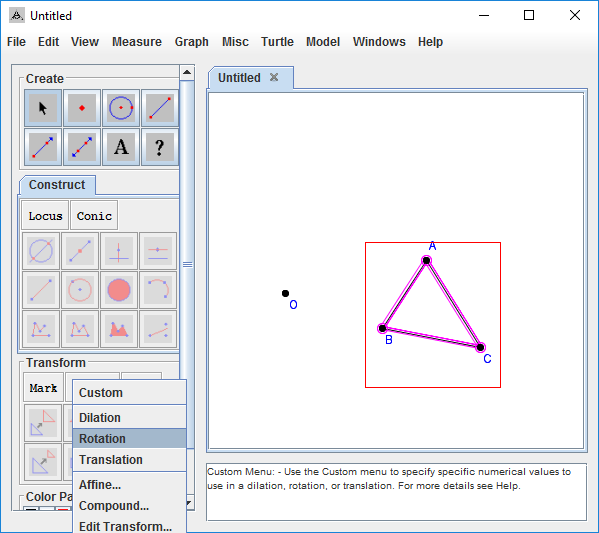 Untitled
File Edit View Measure Graph Misc Turtle Model Windows Help
Create
A ?
Construct
Locus Conic
Transform
Mark
Custom
Dilation
Rotation
Translation
Affine...
Compound...
Edit Transform...
Color Pa
Untitled
A
O
B
C
Custom Menu: - Use the Custom menu to specify specific numerical values to
use in a dilation, rotation, or translation. For more details see Help.